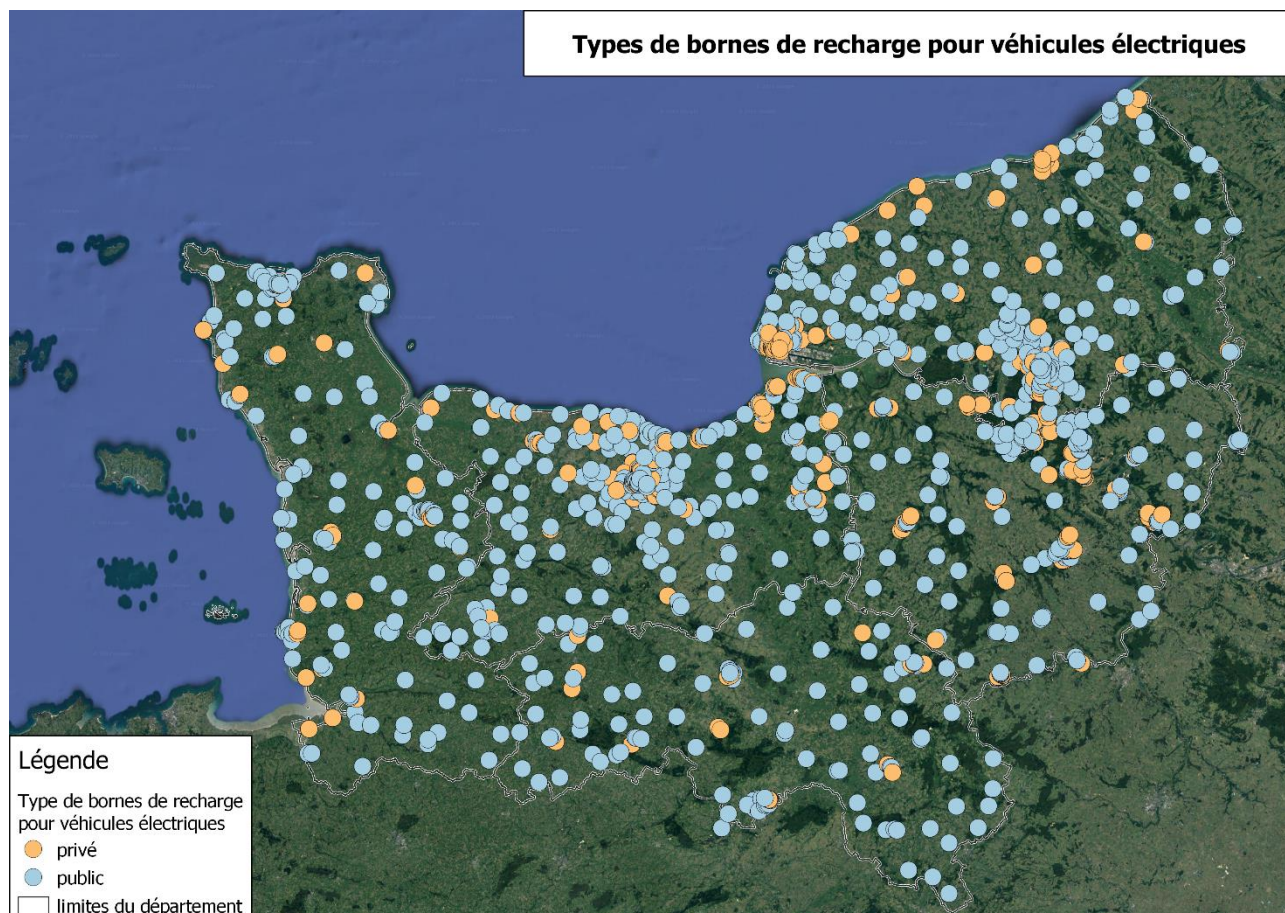 Types de bornes de recharge pour véhicules électriques
Légende
Type de bornes de recharge
pour véhicules électriques
privé
public
limites du département